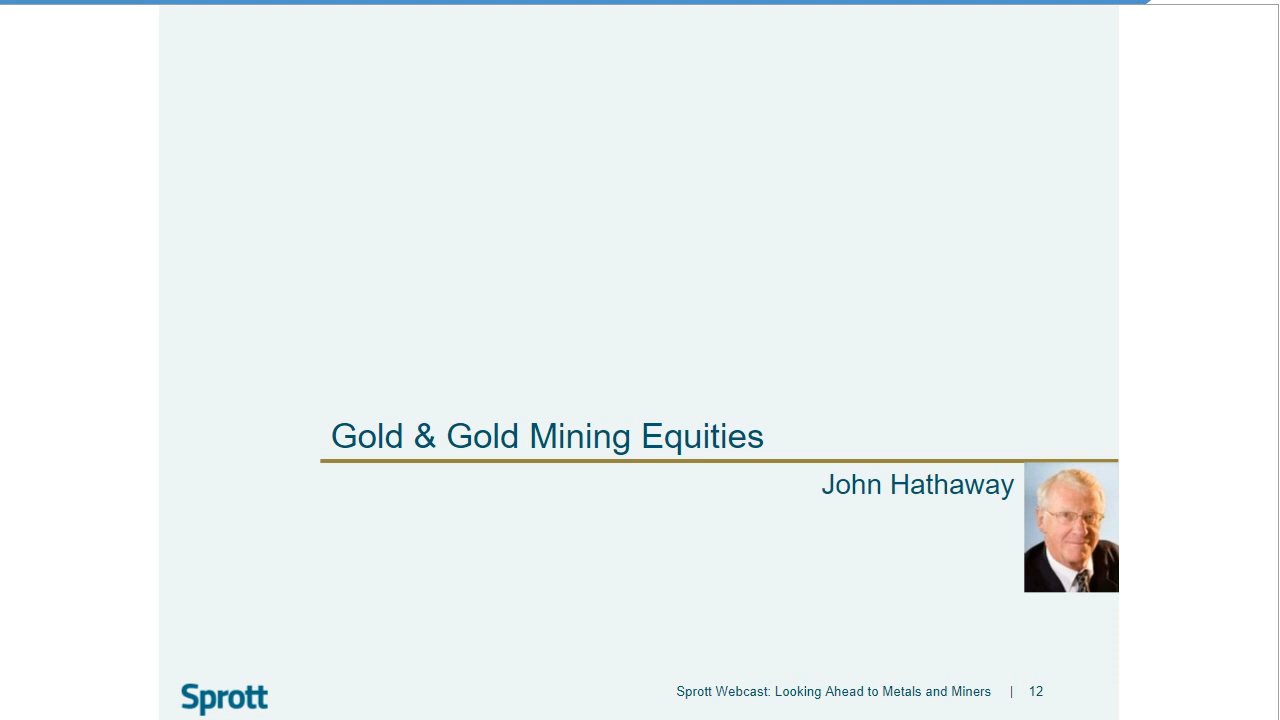 Gold & Gold Mining Equities
John Hathaway
Sprott
Sprott Webcast: Looking Ahead to Metals and Miners | 12